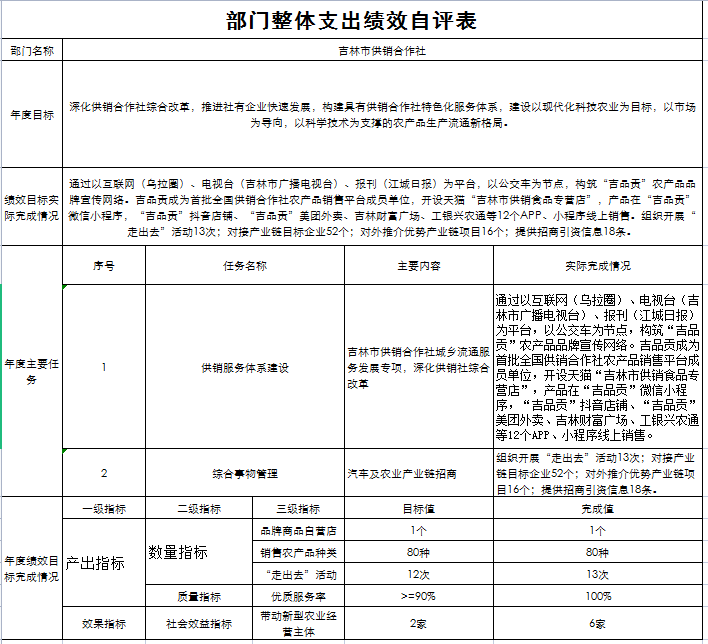 部门整体支出绩效自评表
部门名称
吉林市供销合作社
年度目标
深化供销合作社综合改革，推进社有企业快速发展，构建具有供销合作社特色化服务体系，建设以现代化科技农业为目标，以市场
为导向，以科学技术为支撑的农产品生产流通新格局。
绩效目标实
际完成情况
通过以互联网（乌拉圈）、电视台（吉林市广播电视台）、报刊（江城日报）为平台，以公交车为节点，构筑“吉品贡”农产品品
牌宣传网络。吉品贡成为首批全国供销合作社农产品销售平台成员单位，开设天猫“吉林市供销食品专营店”，产品在“吉品贡”
微信小程序，“吉品贡”抖音店铺、“吉品贡”美团外卖、吉林财富广场、工银兴农通等12个APP、小程序线上销售。组织开展“
走出去”活动13次；对接产业链目标企业52个；对外推介优势产业链项目16个；提供招商引资信息18条。
年度主要任
务
序号
任务名称
主要内容
实际完成情况
1
供销服务体系建设
吉林市供销合作社城乡流通服
务发展专项，深化供销社综合
改革
通过以互联网（乌拉圈）、电视台（吉
林市广播电视台）、报刊（江城日报）
为平台，以公交车为节点，构筑“吉品
贡”农产品品牌宣传网络。吉品贡成为
首批全国供销合作社农产品销售平台成
员单位，开设天猫“吉林市供销食品专
营店”，产品在“吉品贡”微信小程
序，“吉品贡”抖音店铺、“吉品贡”
美团外卖、吉林财富广场、工银兴农通
等12个APP、小程序线上销售。
2
综合事物管理
汽车及农业产业链招商
组织开展“走出去”活动13次；对接产业
链目标企业52个；对外推介优势产业链项
目16个；提供招商引资信息18条。
年度绩效目
标完成情况
一级指标
二级指标
三级指标
目标值
完成值
产出指标
数量指标
品牌商品自营店
1个
1个
销售农产品种类
80种
80种
“走出去”活动
12次
13次
质量指标
优质服务率
>=90%
100%
效果指标
社会效益指标
带动新型农业经
营主体
2家
6家